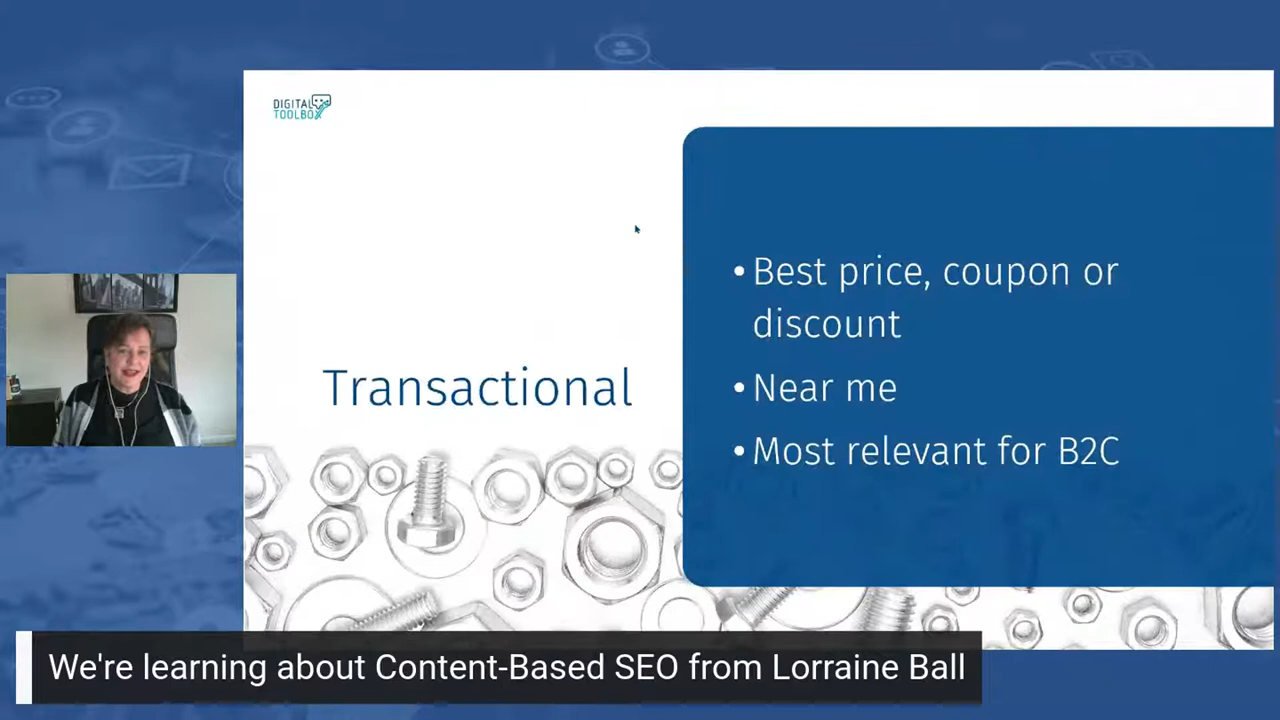 DIGITAL
TOOLBOX
• Best price, coupon or
discount
Transactional
• Near me
• Most relevant for B2C
We're learning about Content-Based SEO from Lorraine Ball